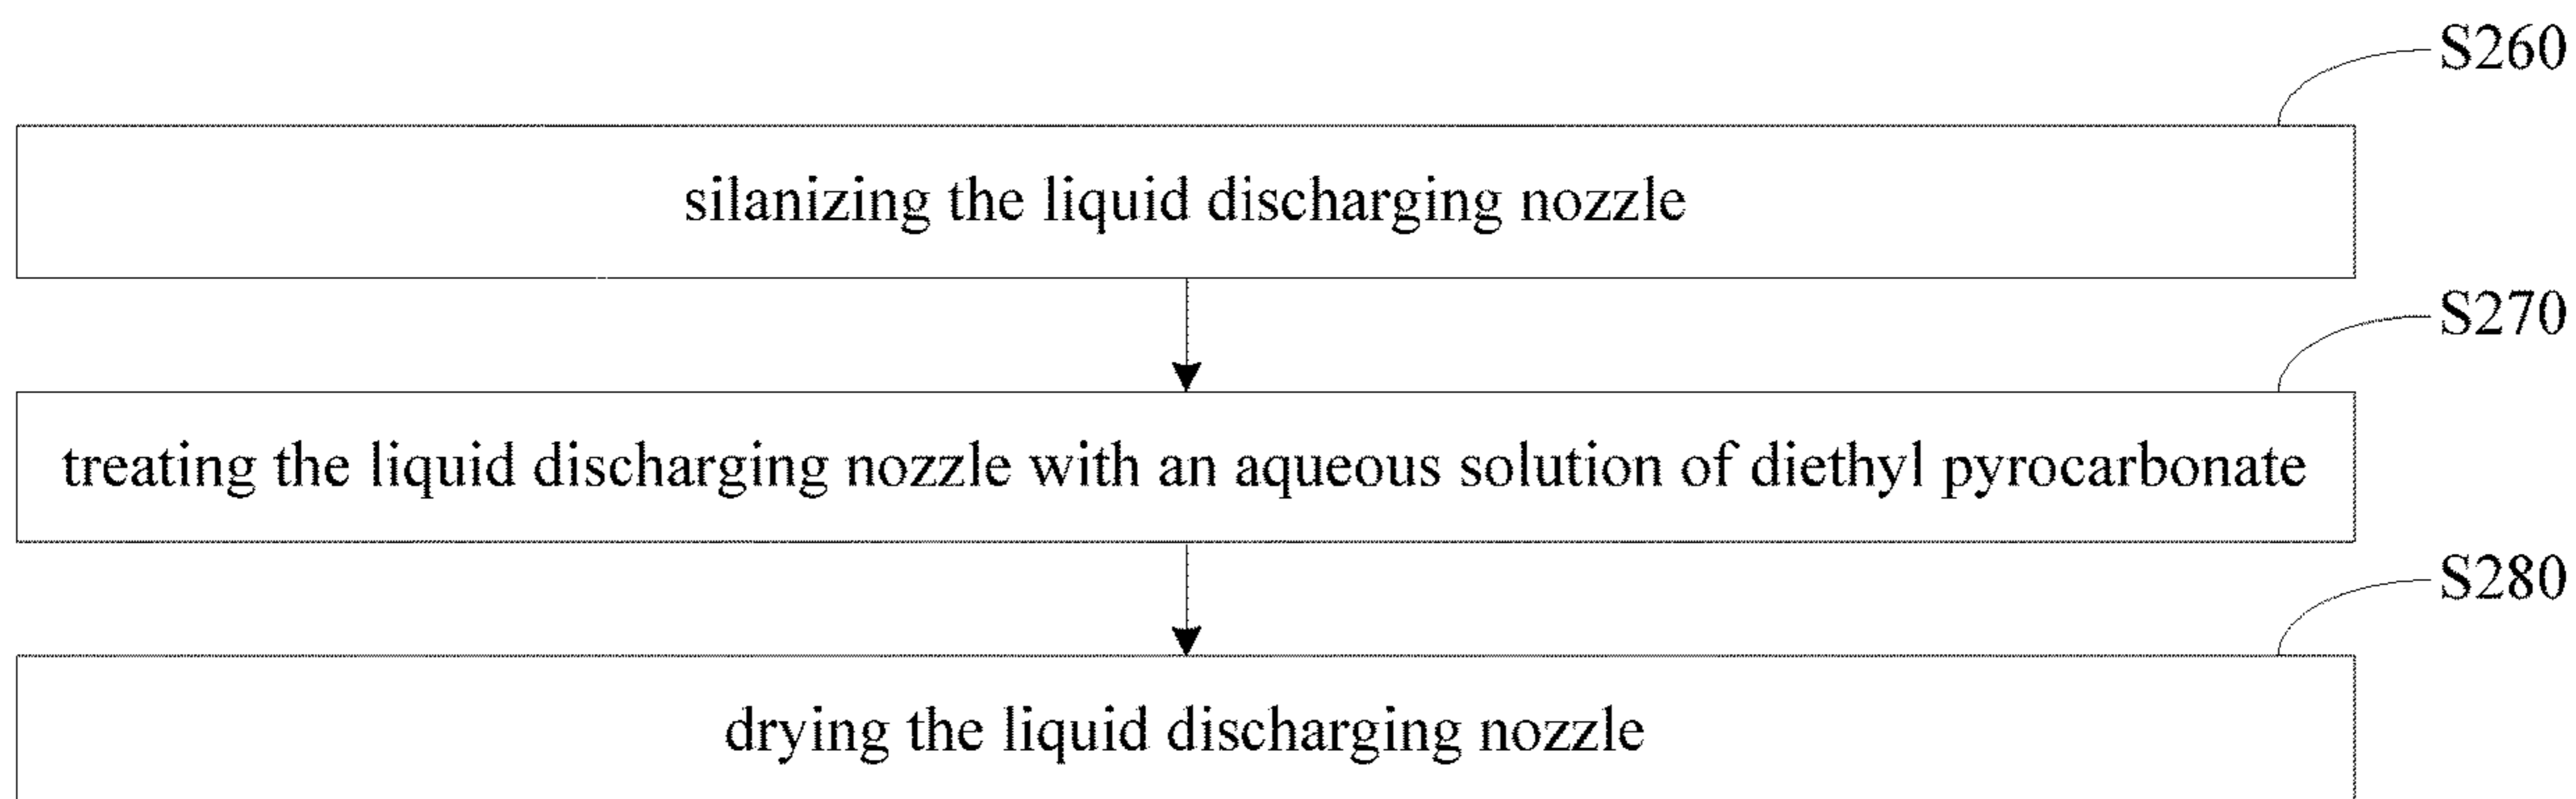 S260
silanizing the liquid discharging nozzle
S270
treating the liquid discharging nozzle with an aqueous solution of diethyl pyrocarbonate
S280
drying the liquid discharging nozzle